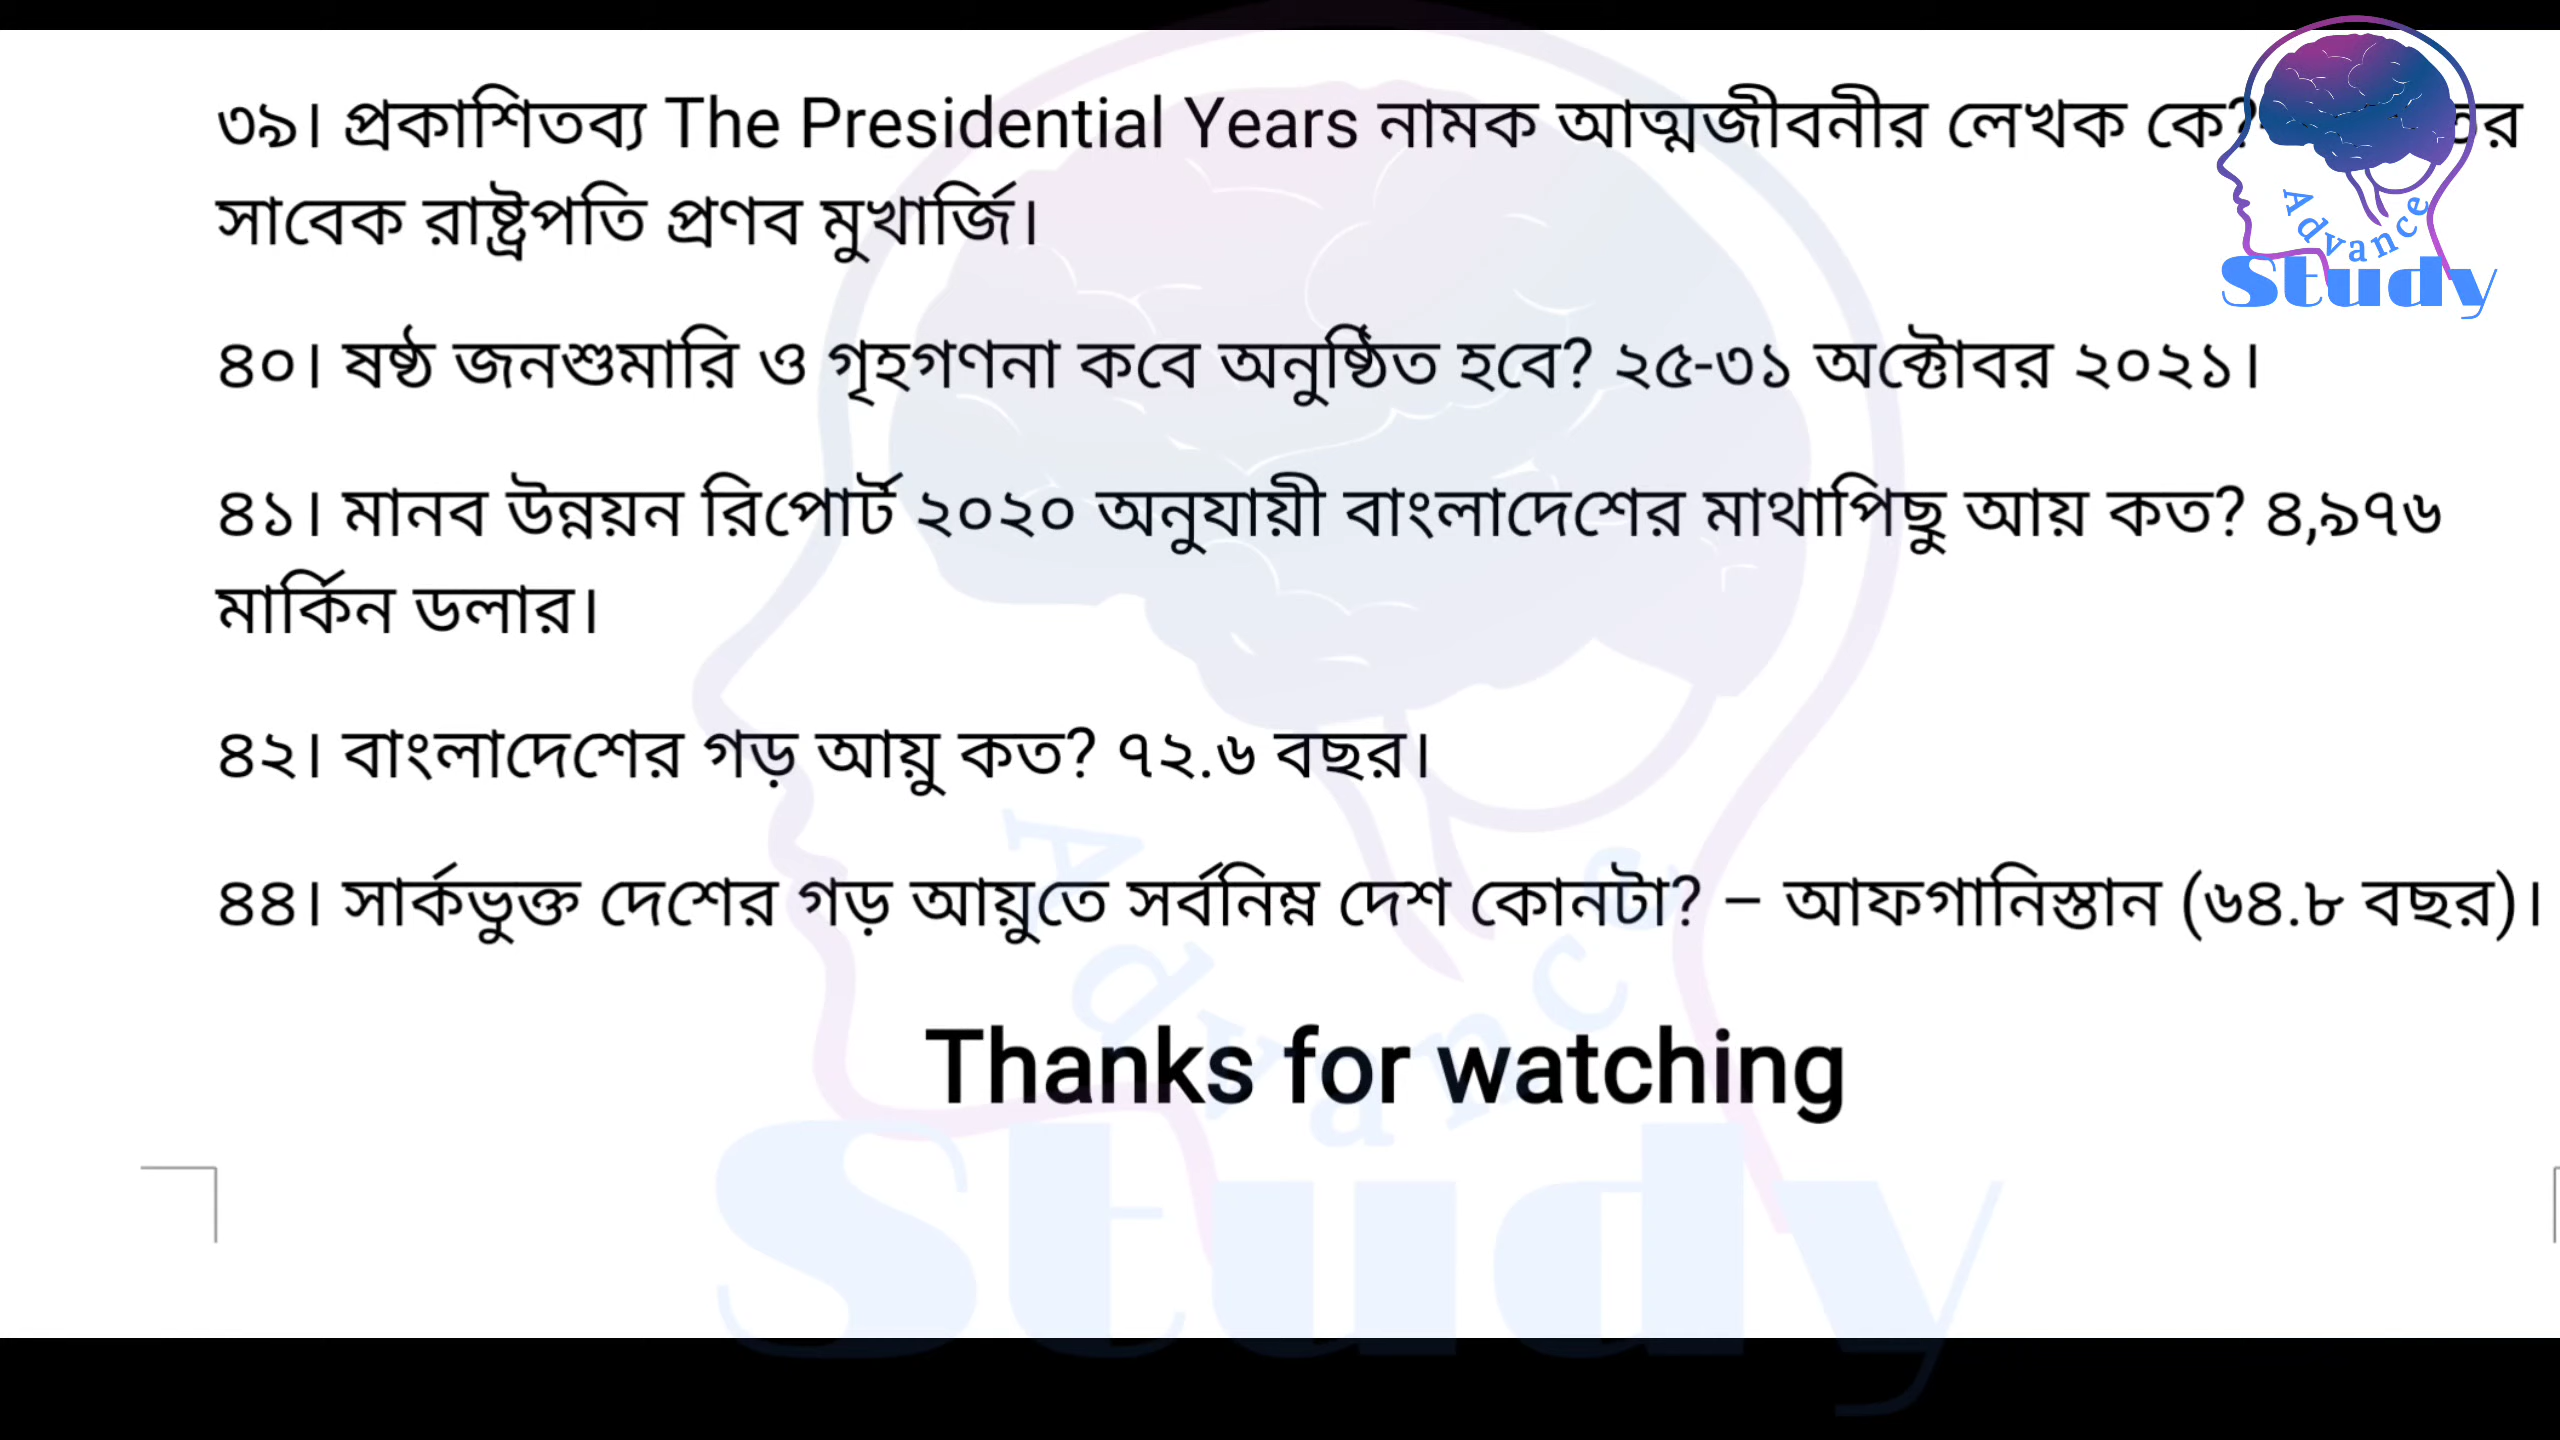 ৩৯। প্রকাশিতব্য The Presidential Years নামক আত্মজীবনীর লেখক কে?
সাবেক রাষ্ট্রপতি প্রণব মুখার্জি।
৪০। ষষ্ঠ জনশুমারি ও গৃহগণনা কবে অনুষ্ঠিত হবে? ২৫-৩১ অক্টোবর ২০২১।
৪১। মানব উন্নয়ন রিপোর্ট ২০২০ অনুযায়ী বাংলাদেশের মাথাপিছু আয় কত? ৪,৯৭৬
মার্কিন ডলার।
৪২। বাংলাদেশের গড় আয়ু কত? ৭২.৬ বছর।
৪৪। সার্কভুক্ত দেশের গড় আয়ুতে সর্বনিম্ন দেশ কোনটা? – আফগানিস্তান (৬৪.৮ বছর)।
Thanks for watching
Advance
Study
Advance
Study